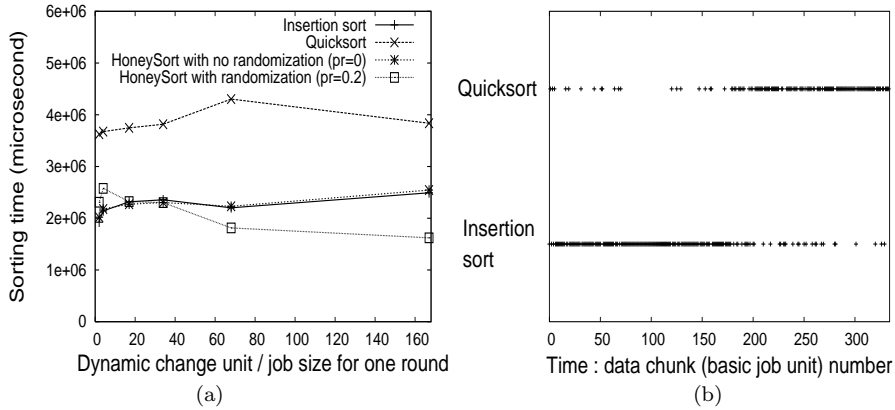 Insertion sort
Quicksort
HoneySort with no randomization (pr=0)
HoneySort with randomization (pr=0.2)
6e+06
5e+06
4e+06
3e+06
2e+06
1e+06
0
Sorting time (microsecond)
0 20 40 60 80 100 120 140 160
Dynamic change unit / job size for one round
(a)
Quicksort
Insertion
sort
0 50 100 150 200 250 300
Time : data chunk (basic job unit) number
(b)